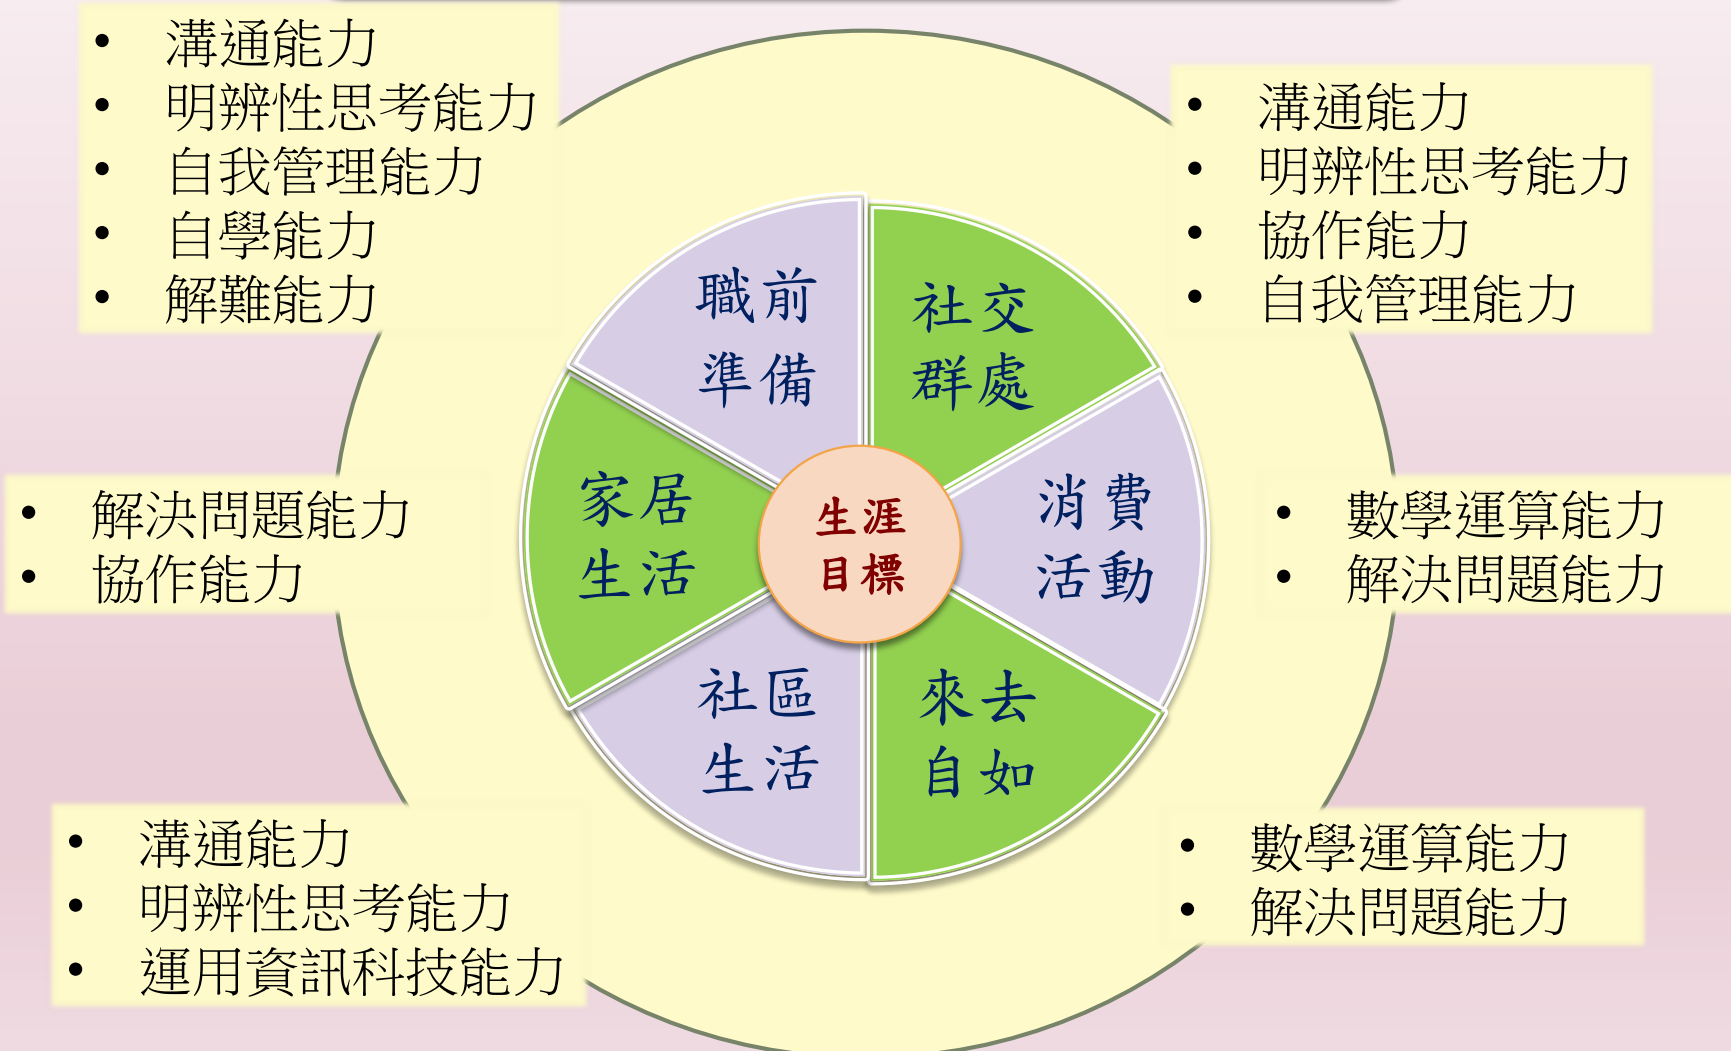 • 溝通能力
• 明辨性思考能力
• 自我管理能力
• 自學能力
• 解難能力
• 溝通能力
• 明辨性思考能力
• 協作能力
• 自我管理能力
職前
準備
社交
群處
• 解決問題能力
• 協作能力
家居
生活
生涯
目標
消費
活動
• 數學運算能力
• 解決問題能力
社區
生活
來去
自如
• 溝通能力
• 明辨性思考能力
• 運用資訊科技能力
• 數學運算能力
• 解決問題能力